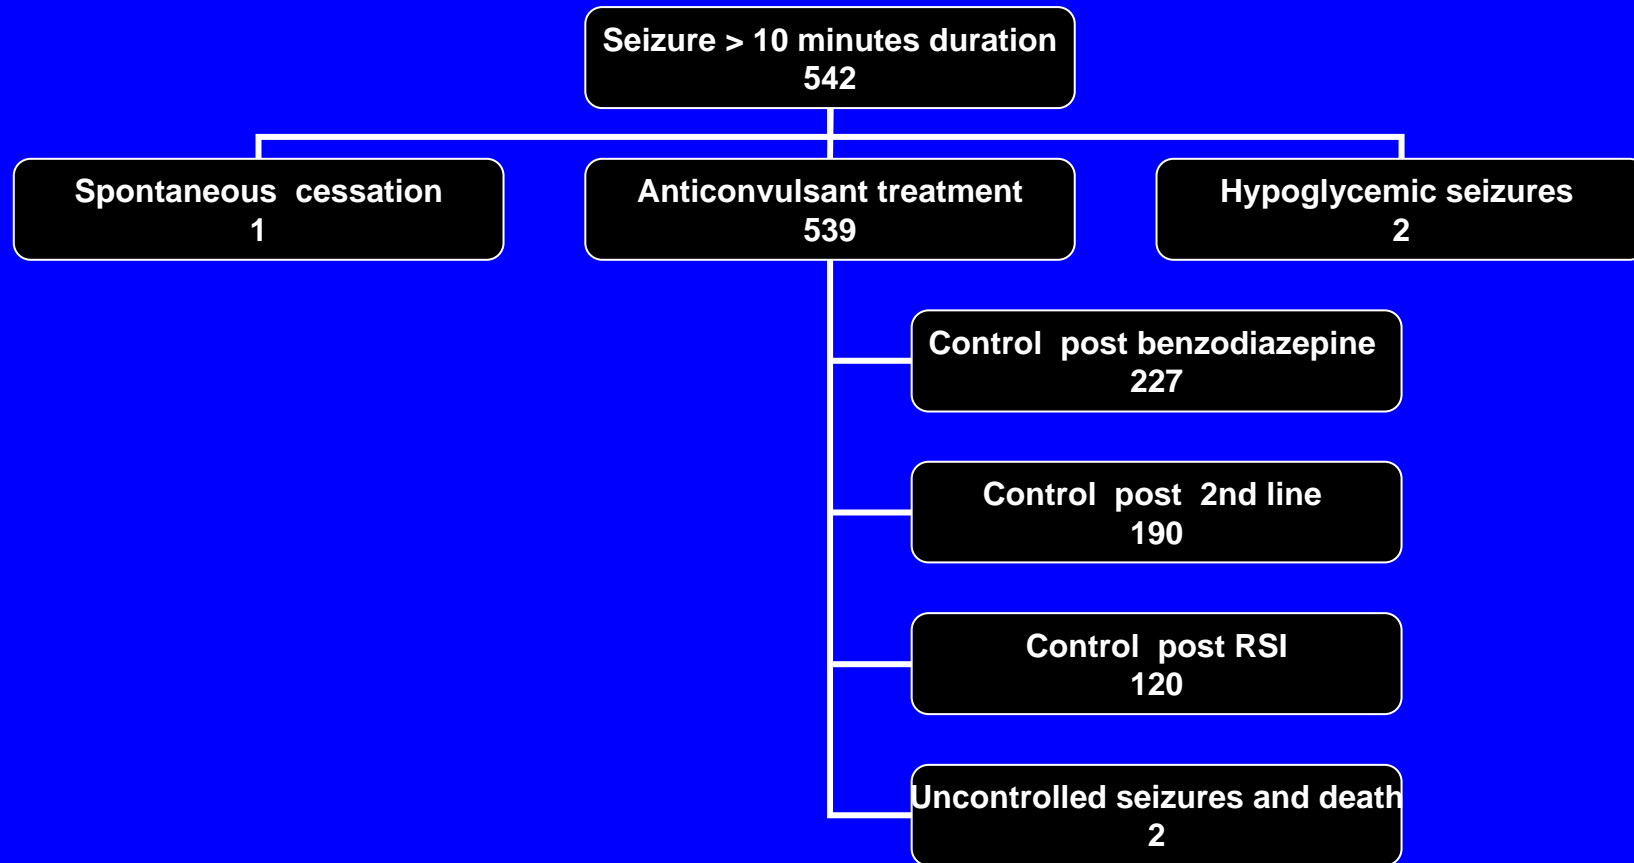 Seizure > 10 minutes duration
542
Spontaneous cessation
1
Anticonvulsant treatment
539
Hypoglycemic seizures
2
Control post benzodiazepine
227
Control post 2nd line
190
Control post RSI
120
Uncontrolled seizures and death
2